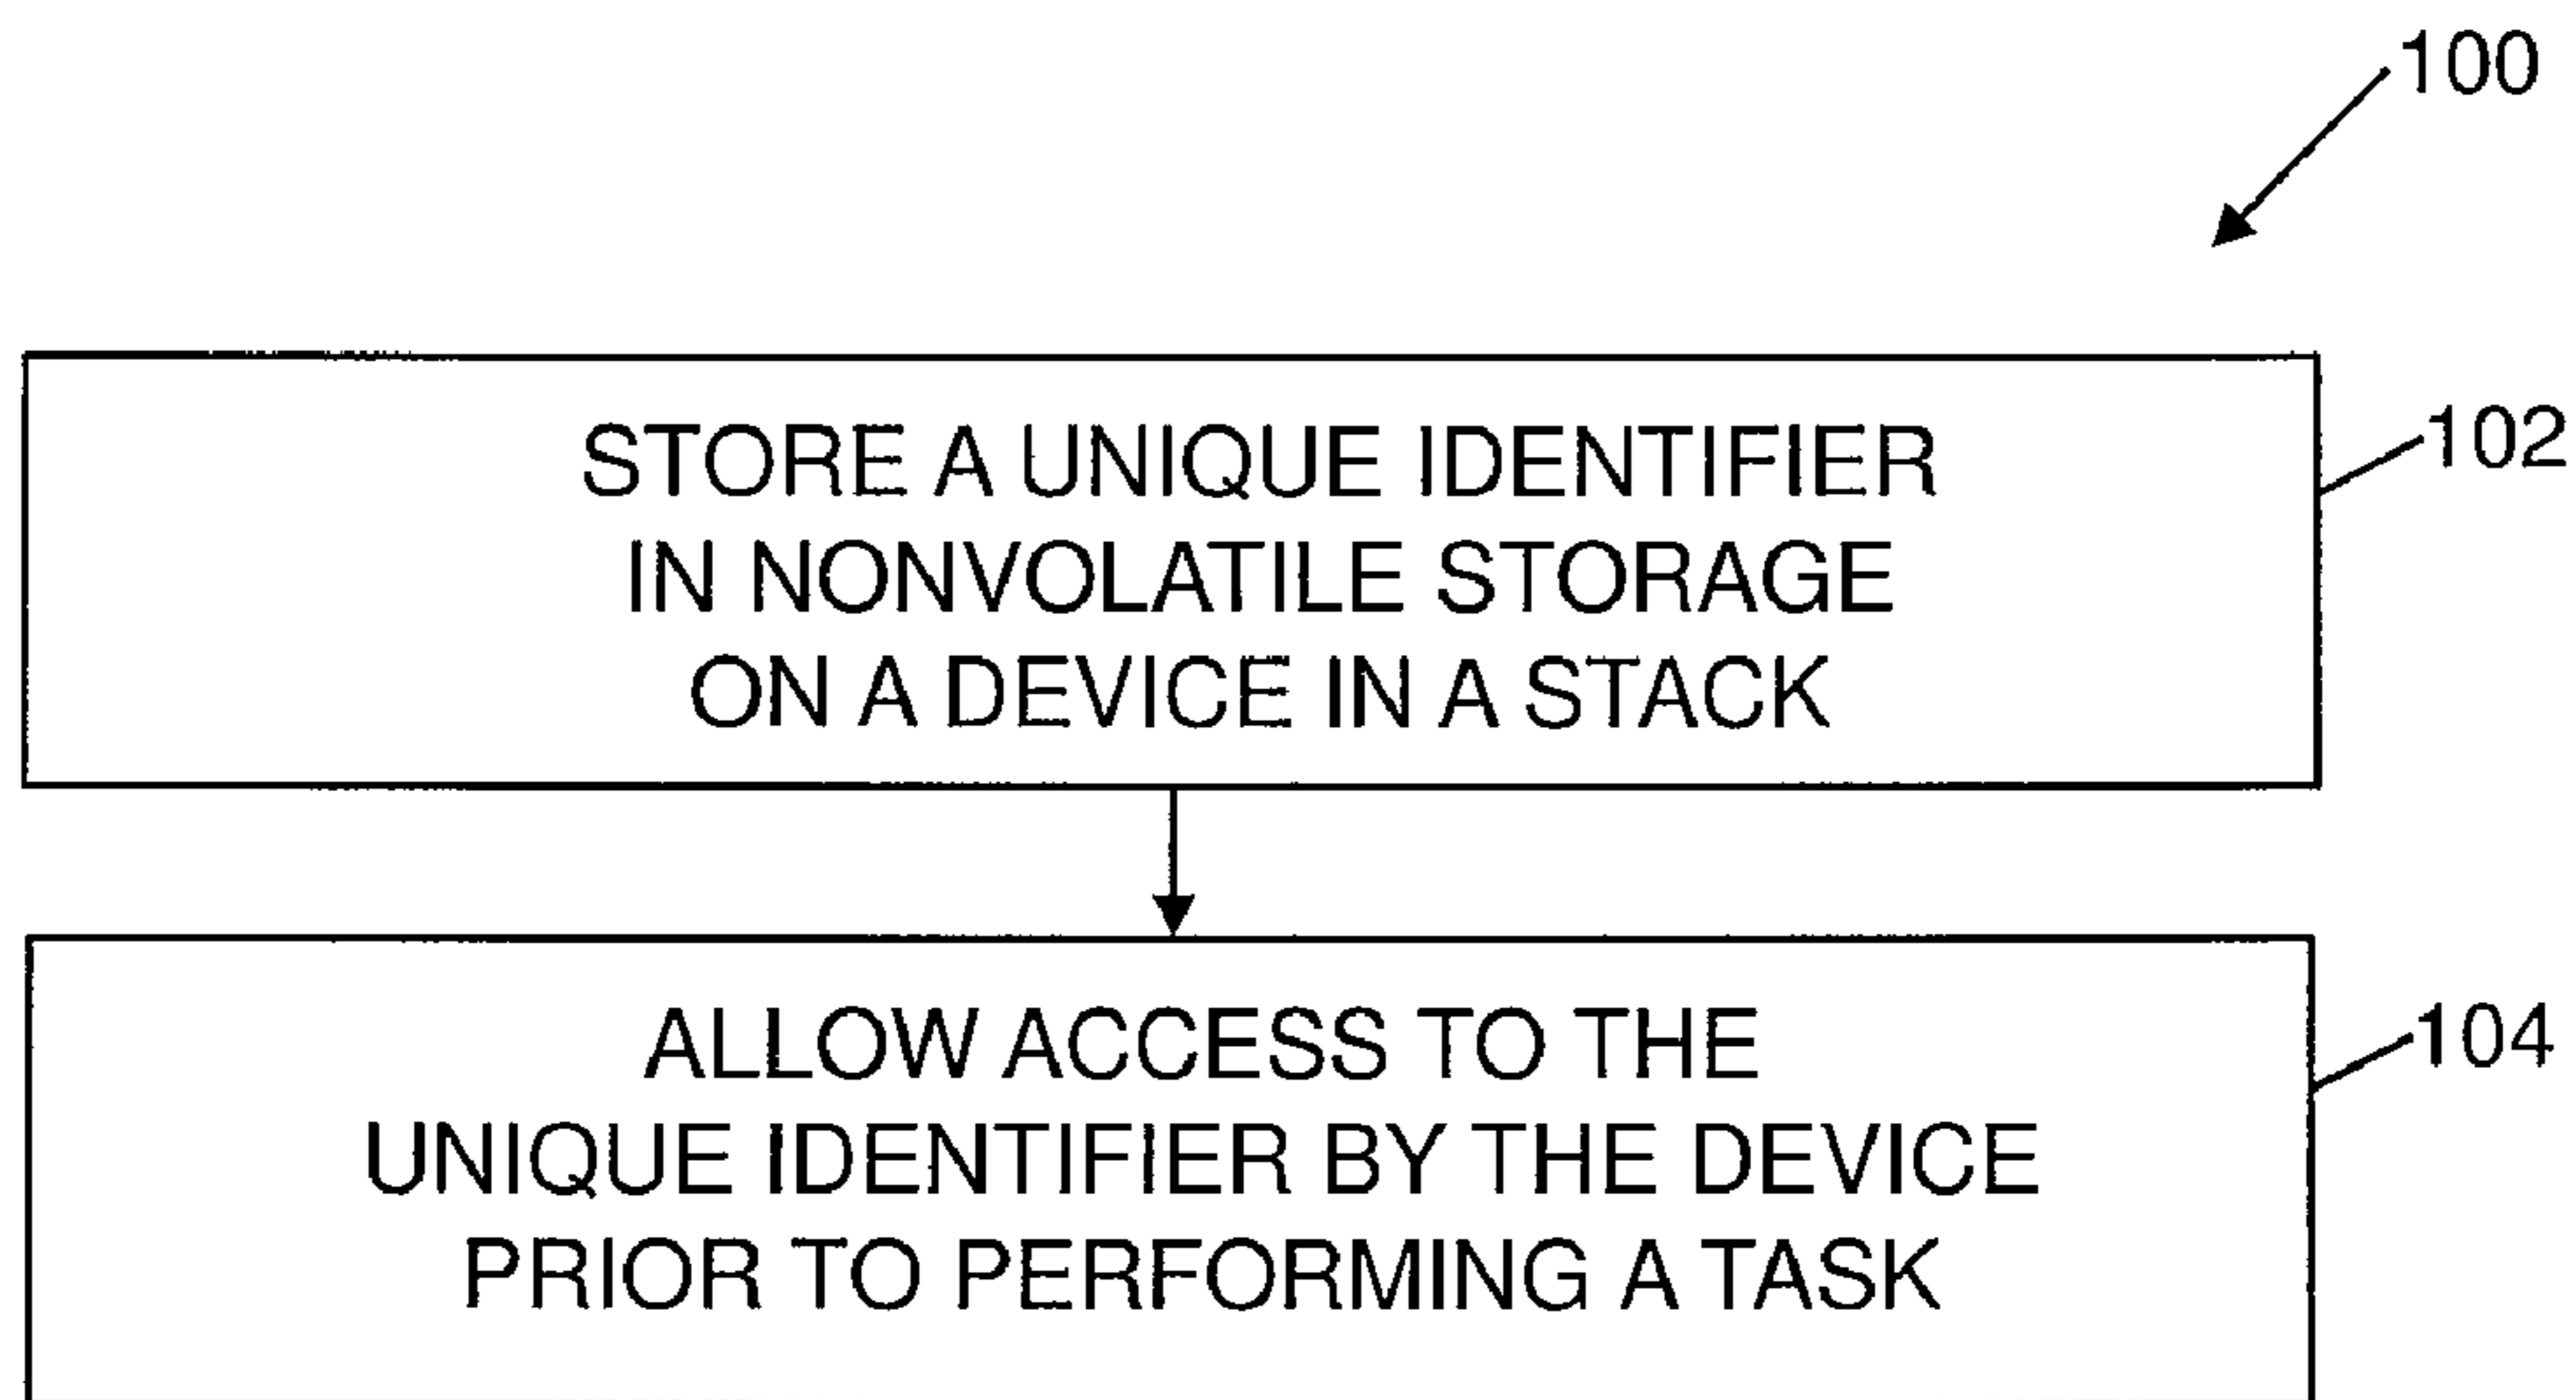 100
STORE A UNIQUE IDENTIFIER
IN NONVOLATILE STORAGE
ON A DEVICE IN A STACK
102
ALLOW ACCESS TO THE
UNIQUE IDENTIFIER BY THE DEVICE
PRIOR TO PERFORMING A TASK
104